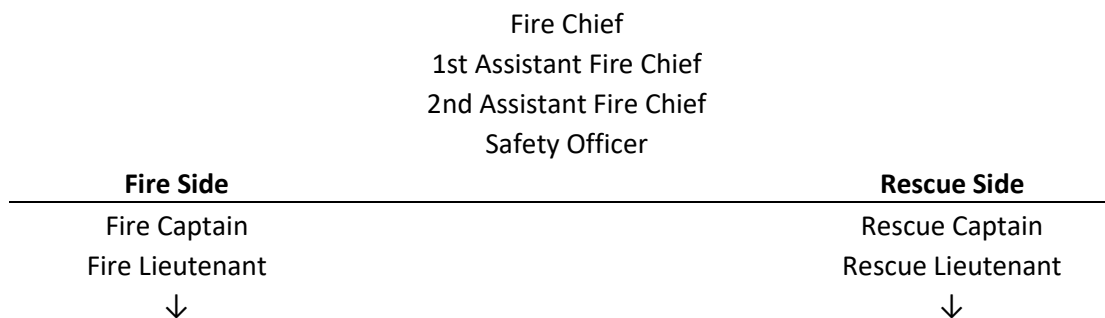 Fire Chief
1st Assistant Fire Chief
2nd Assistant Fire Chief
Safety Officer
Fire Side Rescue Side
Fire Captain Rescue Captain
Fire Lieutenant Rescue Lieutenant
↓ ↓